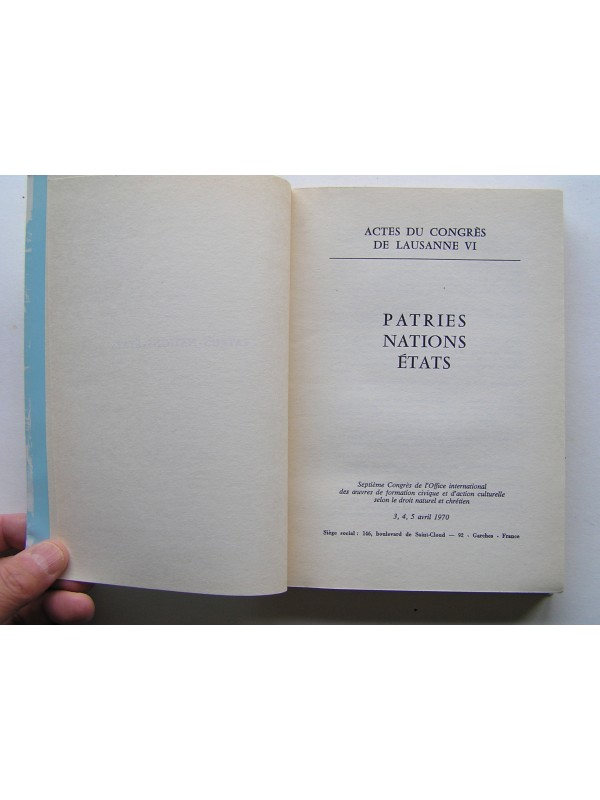 ACTES DU CONGRÈS
DE LAUSANNE VI
PATRIES
NATIONS
ÉTATS
Septième Congrès de l'Office international
des œuvres de formation civique et d'action culturelle
selon le droit naturel et chrétien
3, 4, 5 avril 1970
Siège social : 166, boulevard de Saint-Cloud — 92 - Garches - France